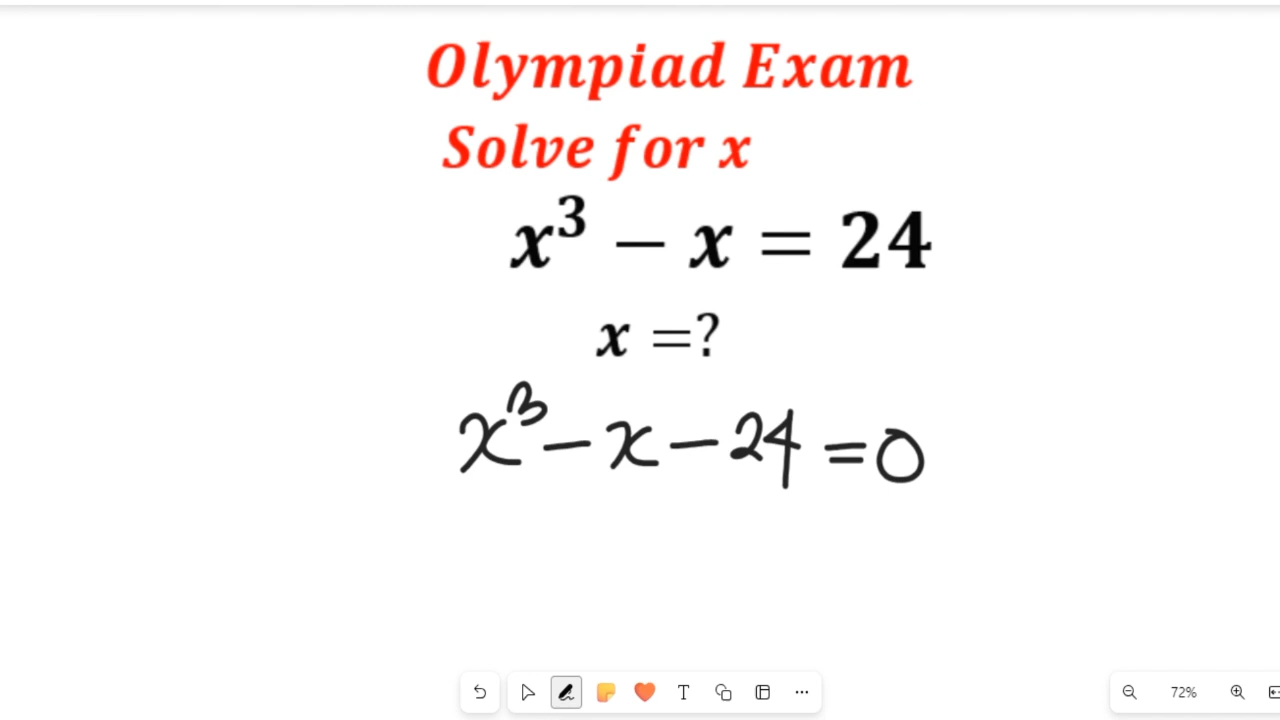 Olympiad Exam
Solve for x
x³ − x = 24
x =?
x³ − x − 24 = 0
T
72%